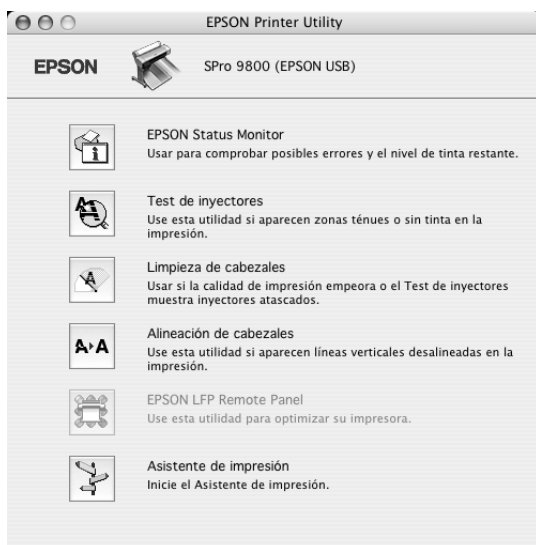 EPSON Printer Utility
EPSON
SPro 9800 (EPSON USB)
EPSON Status Monitor
Usar para comprobar posibles errores y el nivel de tinta restante.
Test de inyectores
Use esta utilidad si aparecen zonas ténues o sin tinta en la
impresión.
Limpieza de cabezales
Usar si la calidad de impresión empeora o el Test de inyectores
muestra inyectores atascados.
A A
Alineación de cabezales
Use esta utilidad si aparecen líneas verticales desalineadas en la
impresión.
EPSON LFP Remote Panel
Use esta utilidad para optimizar su impresora.
Asistente de impresión
Inicie el Asistente de impresión.